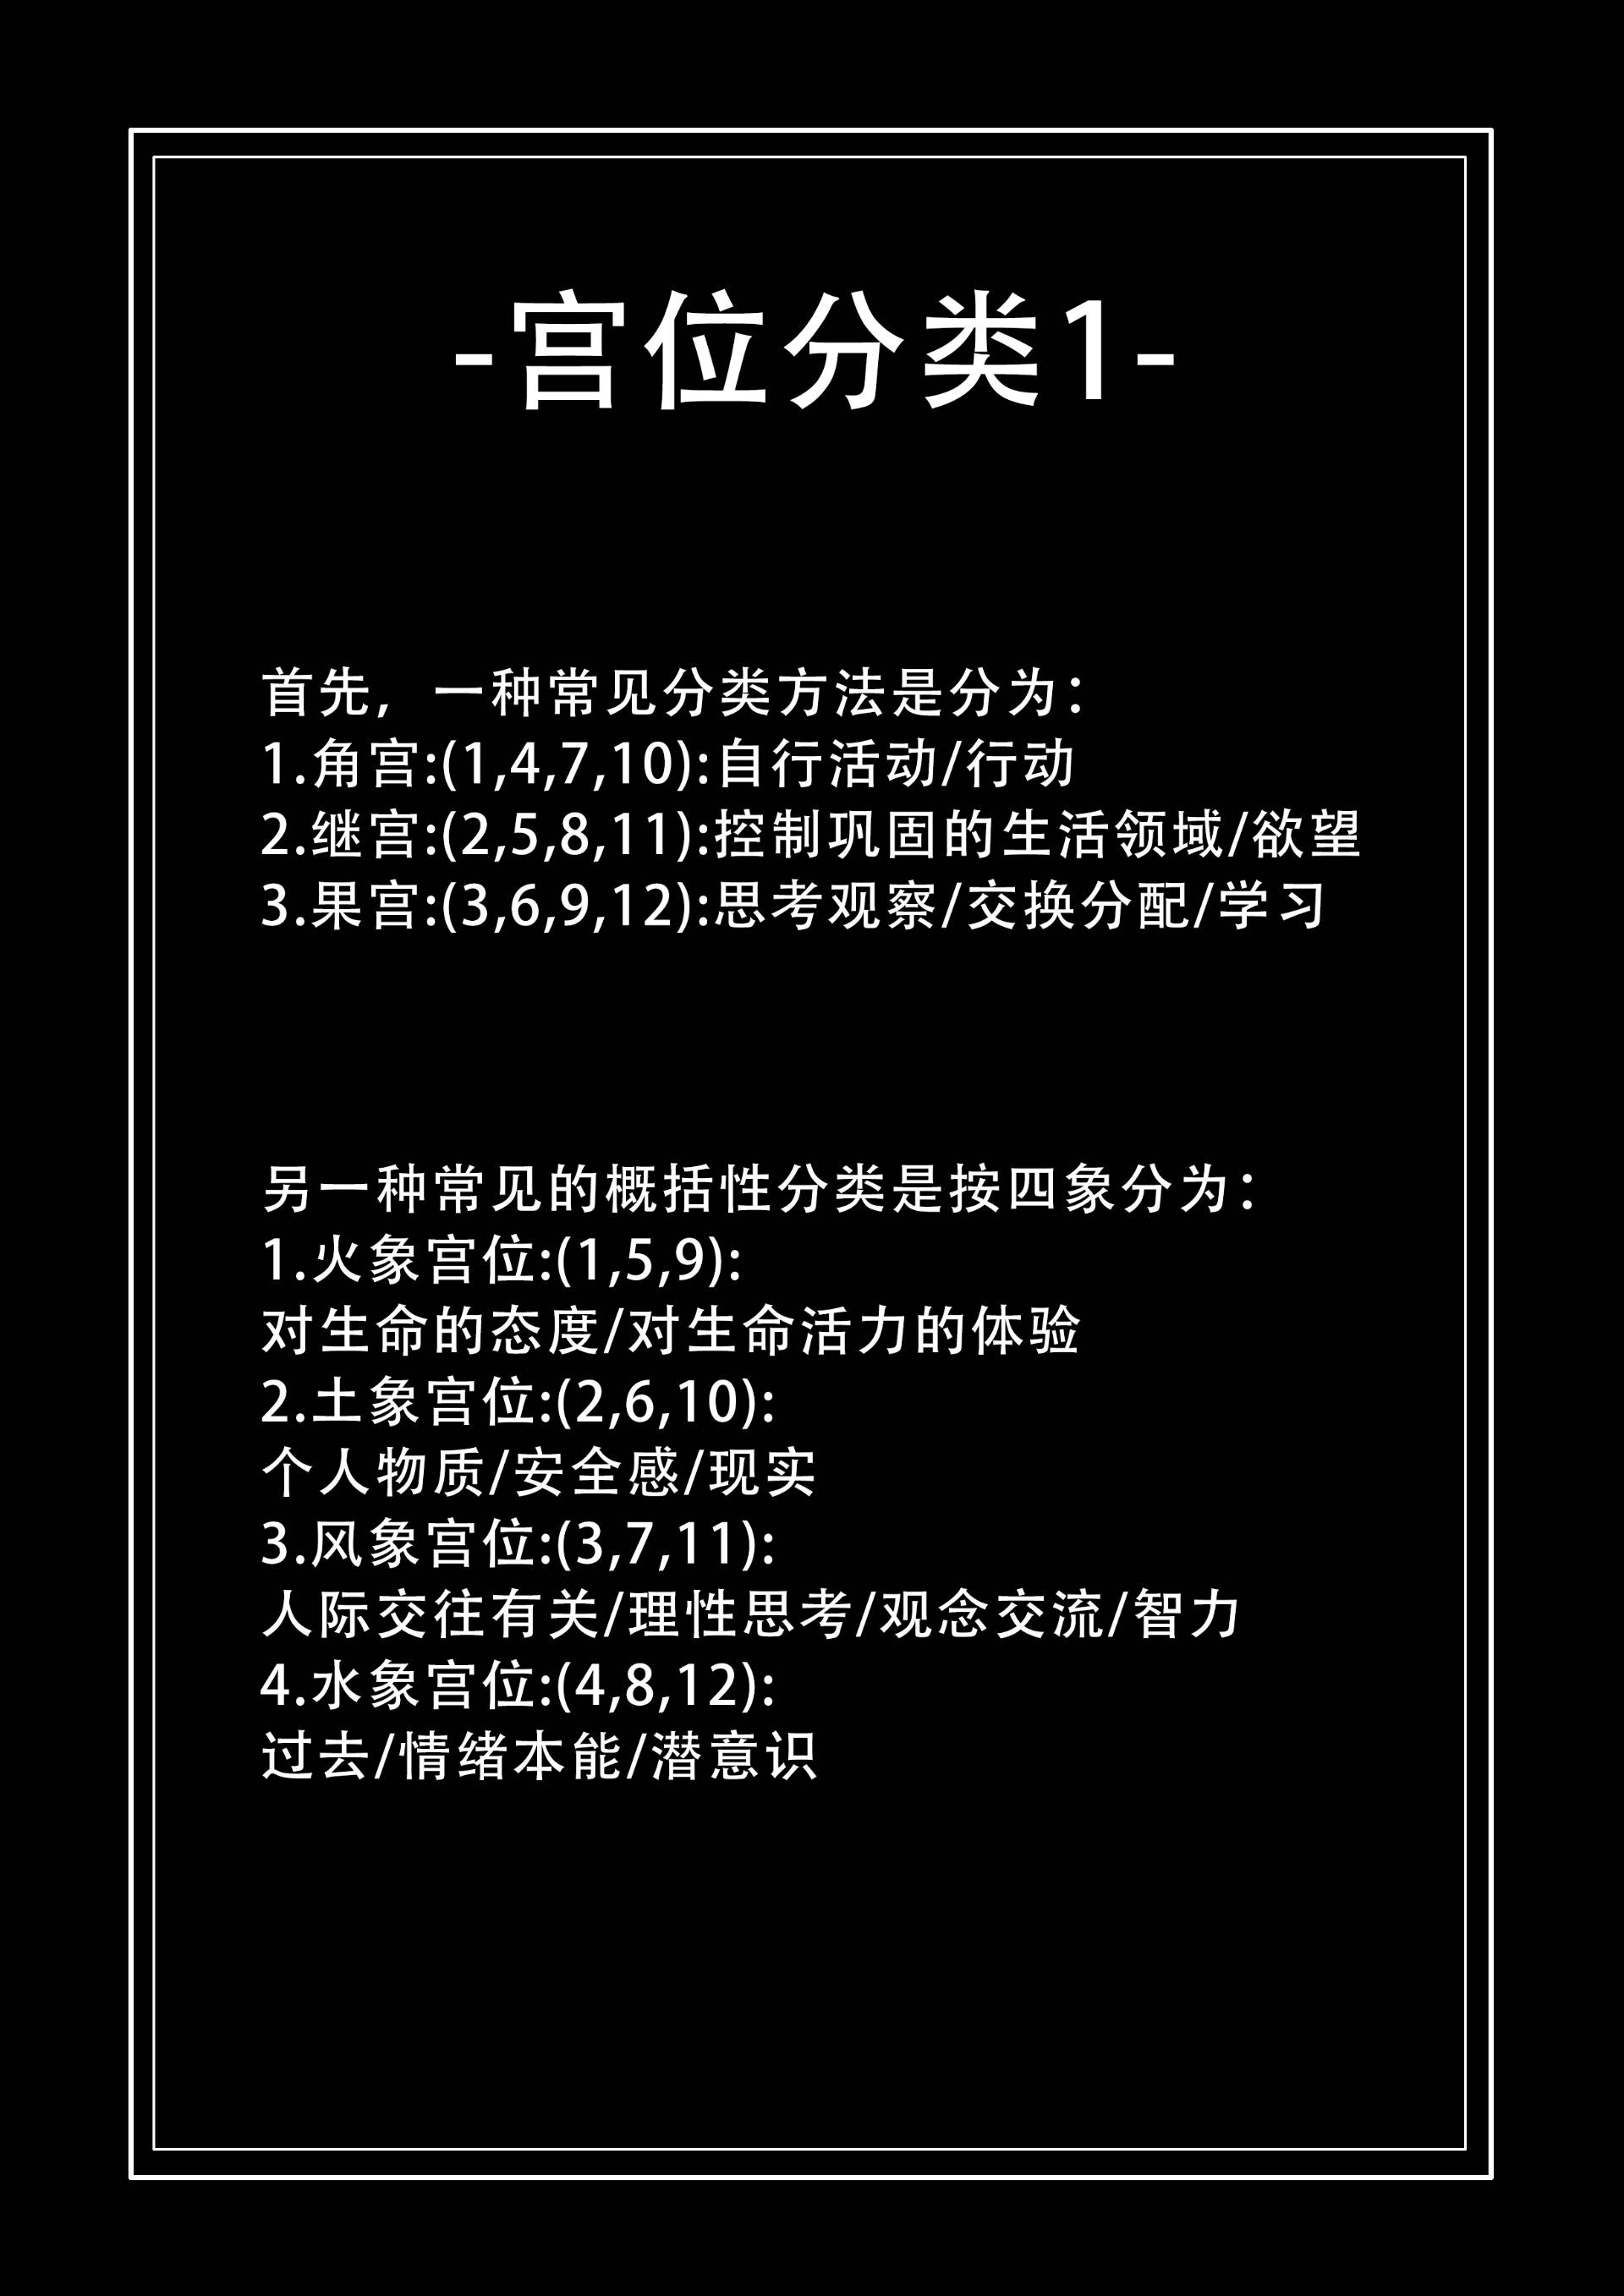 -宫位分类1-
首先，一种常见分类方法是分为：
1.角宫:(1,4,7,10):自行活动/行动
2.继宫:(2,5,8,11):控制巩固的生活领域/欲望
3.果宫:(3,6,9,12):思考观察/交换分配/学习
另一种常见的概括性分类是按四象分为：
1.火象宫位:(1,5,9):
对生命的态度/对生命活力的体验
2.土象宫位:(2,6,10):
个人物质/安全感/现实
3.风象宫位:(3,7,11):
人际交往有关/理性思考/观念交流/智力
4.水象宫位:(4,8,12):
过去/情绪本能/潜意识